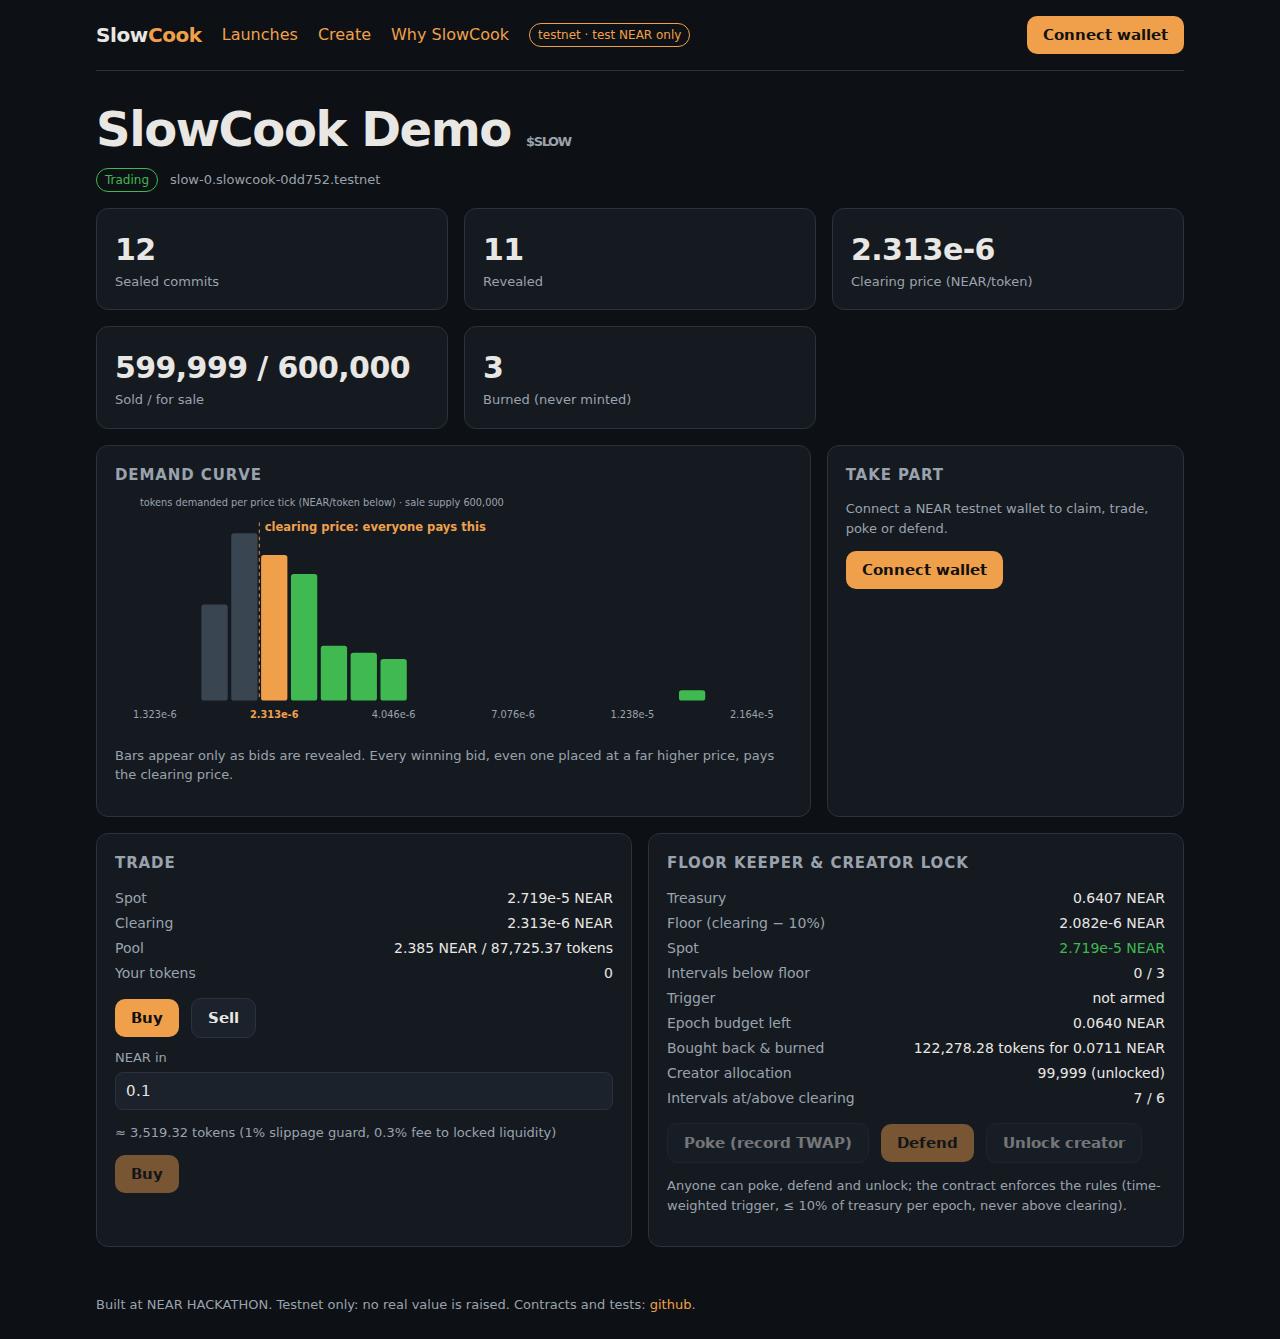 SlowCook Launches Create Why SlowCook testnet · test NEAR only Connect wallet
SlowCook Demo $SLOW
Trading slow-0.slowcook-0dd752.testnet
12
Sealed commits
11
Revealed
2.313e-6
Clearing price (NEAR/token)
599,999 / 600,000
Sold / for sale
3
Burned (never minted)
DEMAND CURVE
tokens demanded per price tick (NEAR/token below) · sale supply 600,000
clearing price: everyone pays this
1.323e-6 2.313e-6 4.046e-6 7.076e-6 1.238e-5 2.164e-5
Bars appear only as bids are revealed. Every winning bid, even one placed at a far higher price, pays
the clearing price.
TAKE PART
Connect a NEAR testnet wallet to claim, trade,
poke or defend.
Connect wallet
TRADE
Spot 2.719e-5 NEAR
Clearing 2.313e-6 NEAR
Pool 2.385 NEAR / 87,725.37 tokens
Your tokens 0
Buy Sell
NEAR in
0.1
≈ 3,519.32 tokens (1% slippage guard, 0.3% fee to locked liquidity)
Buy
FLOOR KEEPER & CREATOR LOCK
Treasury 0.6407 NEAR
Floor (clearing − 10%) 2.082e-6 NEAR
Spot 2.719e-5 NEAR
Intervals below floor 0 / 3
Trigger not armed
Epoch budget left 0.0640 NEAR
Bought back & burned 122,278.28 tokens for 0.0711 NEAR
Creator allocation 99,999 (unlocked)
Intervals at/above clearing 7 / 6
Poke (record TWAP) Defend Unlock creator
Anyone can poke, defend and unlock; the contract enforces the rules (time-
weighted trigger, ≤ 10% of treasury per epoch, never above clearing).
Built at NEAR HACKATHON. Testnet only: no real value is raised. Contracts and tests: github.